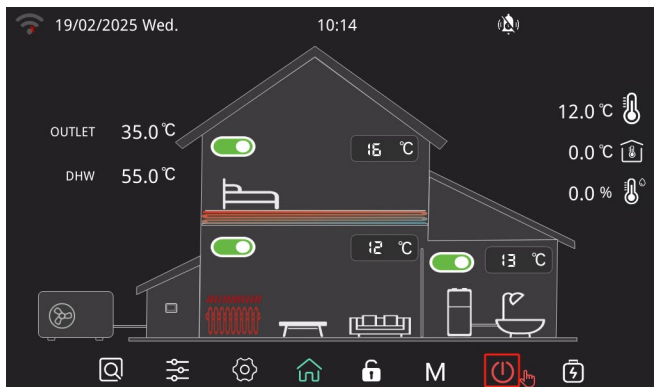 19/02/2025 Wed.
10:14
OUTLET 35.0 ℃
DHW 55.0 ℃
16 ℃
12 ℃
13 ℃
12.0 ℃
0.0 ℃
0.0 %
M